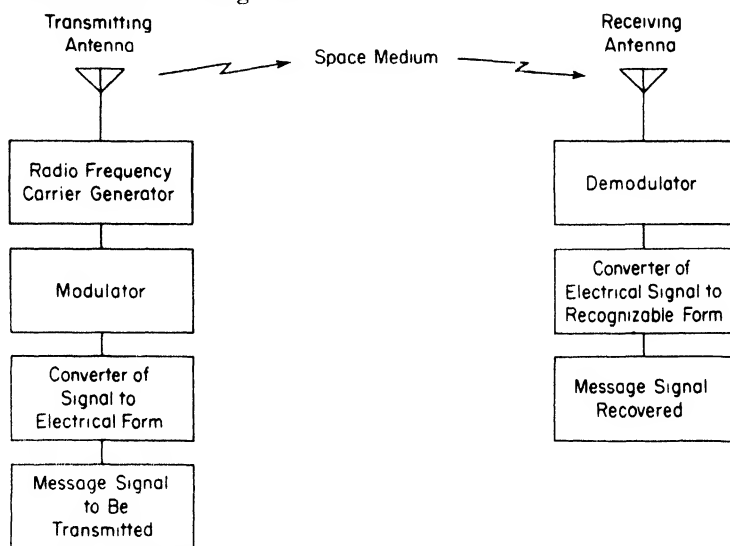 Transmitting
Antenna
Space Medium
Receiving
Antenna
Radio Frequency
Carrier Generator
Modulator
Converter of
Signal to
Electrical Form
Message Signal
to Be
Transmitted
Demodulator
Converter of
Electrical Signal to
Recognizable Form
Message Signal
Recovered